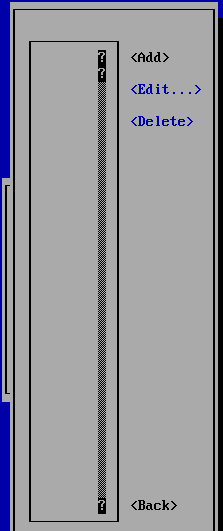 ?
<Add>
?
<Edit...>
<Delete>
?
<Back>